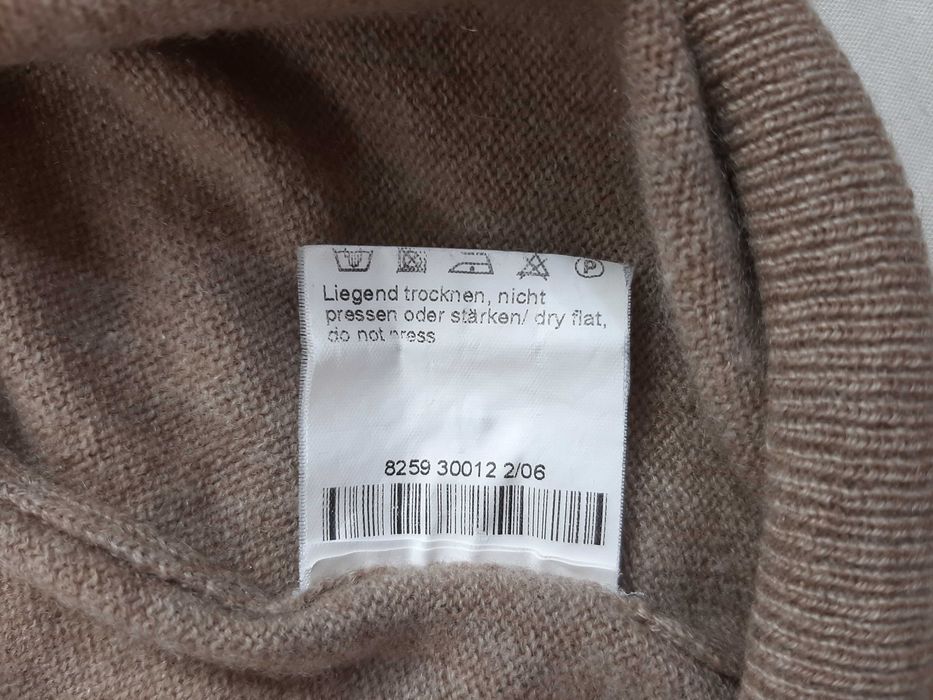 P
Liegend trocknen, nicht
pressen oder stärken/ dry flat,
do not press
8259 30012 2/06